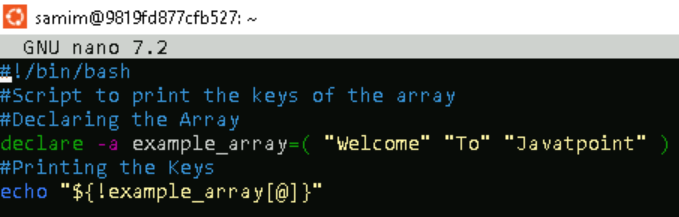 samim@9819fd877cfb527: ~
GNU nano 7.2
#!/bin/bash
#Script to print the keys of the array
#Declaring the Array
declare -a example_array=( "Welcome" "To" "Javatpoint" )
#Printing the Keys
echo "${!example_array[@]}"